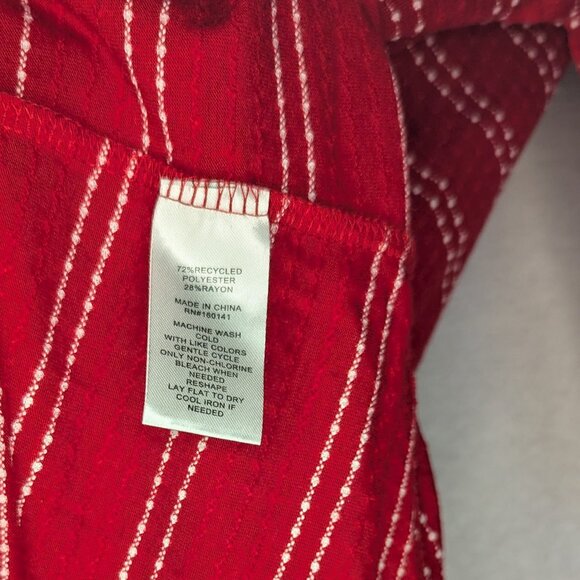 72%RECYCLED
POLYESTER
28%RAYON
MADE IN CHINA
RN#160141
MACHINE WASH
COLD
WITH LIKE COLORS
GENTLE CYCLE
ONLY NON-CHLORINE
BLEACH WHEN
NEEDED
RESHAPE
LAY FLAT TO DRY
COOL IRON IF
NEEDED